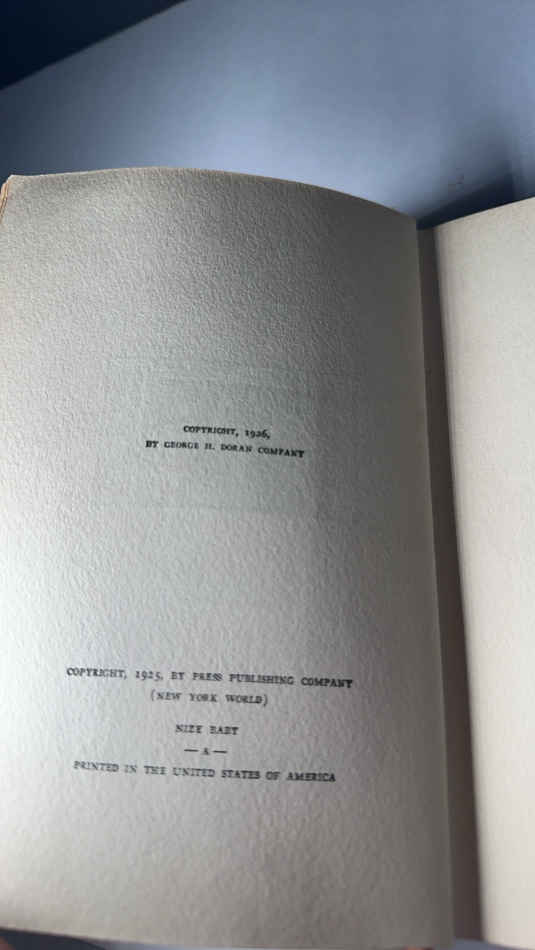 COPYRIGHT, 1926,
BY GEORGE H. DORAN COMPANY
COPYRIGHT, 1925, BY PRESS PUBLISHING COMPANY
(NEW YORK WORLD)
NIZE BABY
— A —
PRINTED IN THE UNITED STATES OF AMERICA